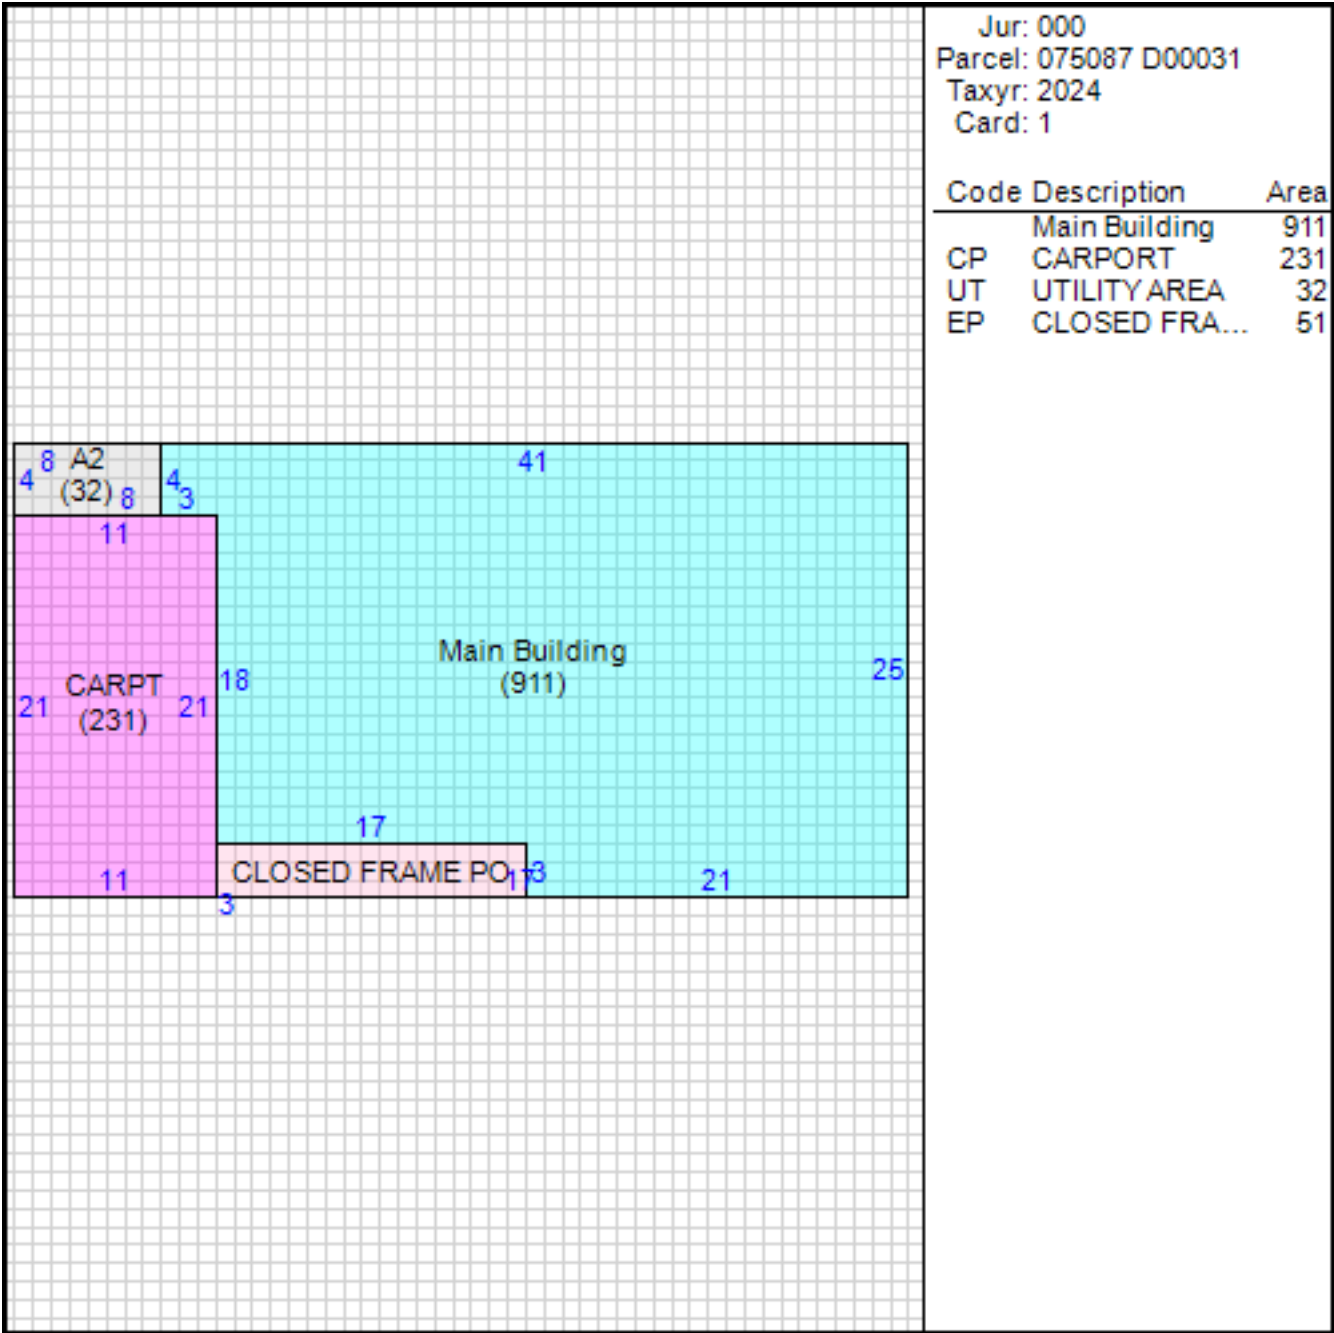 Jur: 000
Parcel: 075087 D00031
Taxyr: 2024
Card: 1
Code Description Area
Main Building 911
CP CARPORT 231
UT UTILITY AREA 32
EP CLOSED FRA... 51
8 A2
4 (32) 8
4
3
41
11
Main Building
(911)
25
18
CARPT
21 (231) 21
17
CLOSED FRAME PO
17 3
11
21
3